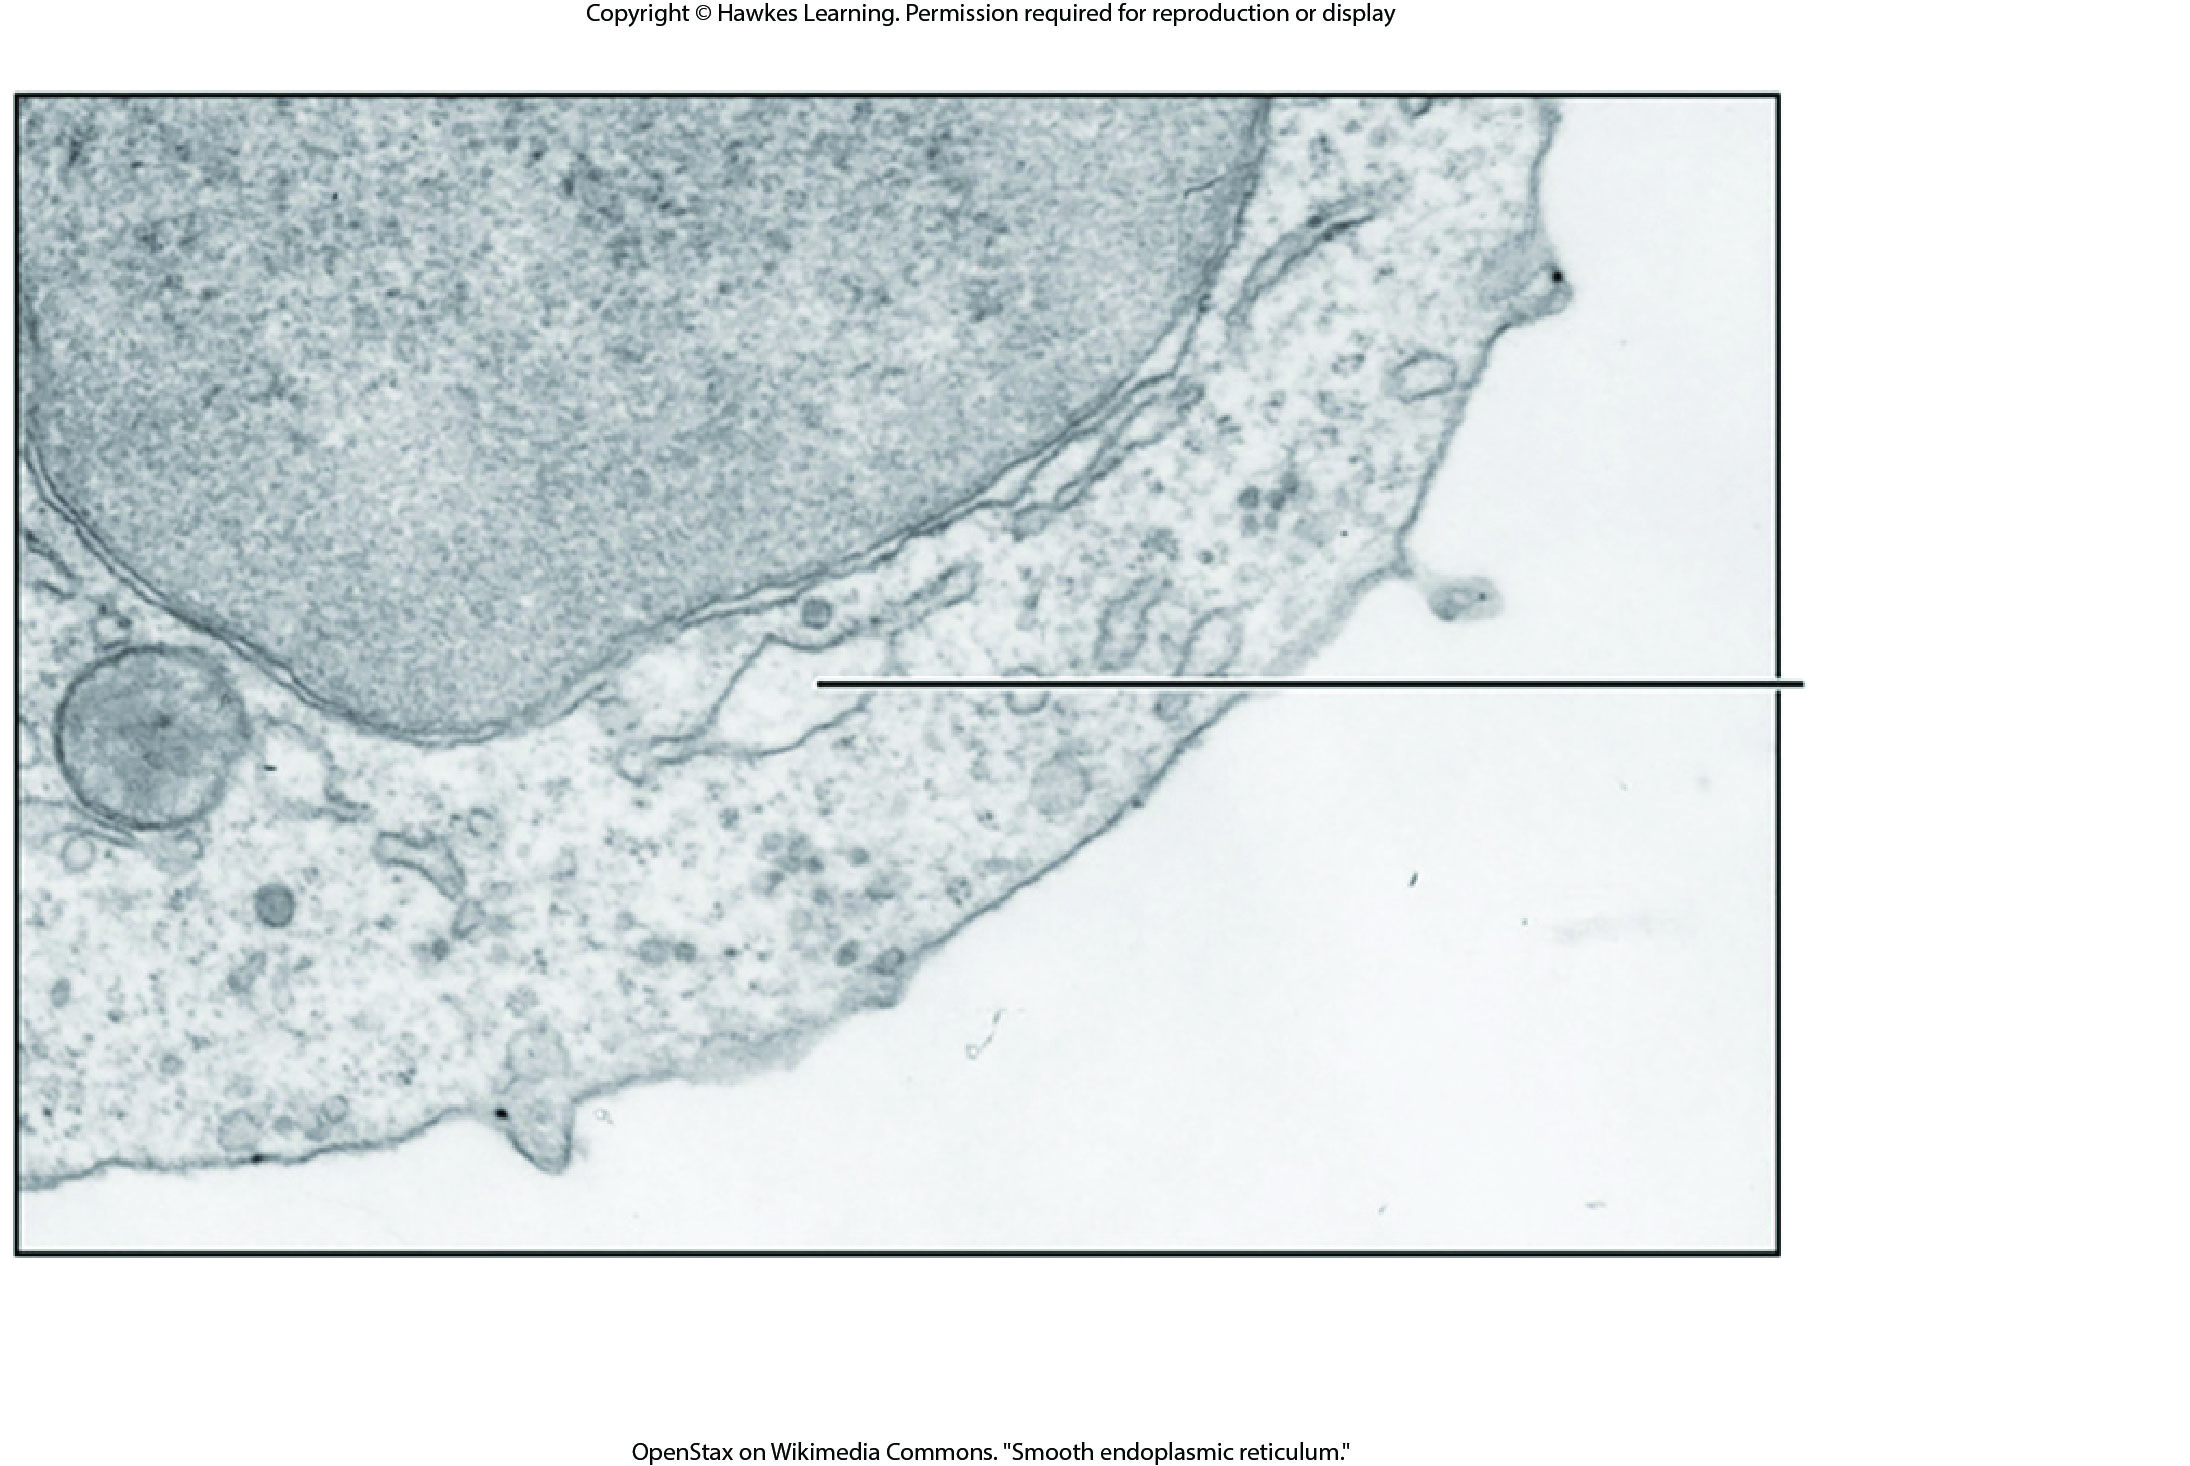 Copyright © Hawkes Learning. Permission required for reproduction or display
OpenStax on Wikimedia Commons. "Smooth endoplasmic reticulum."